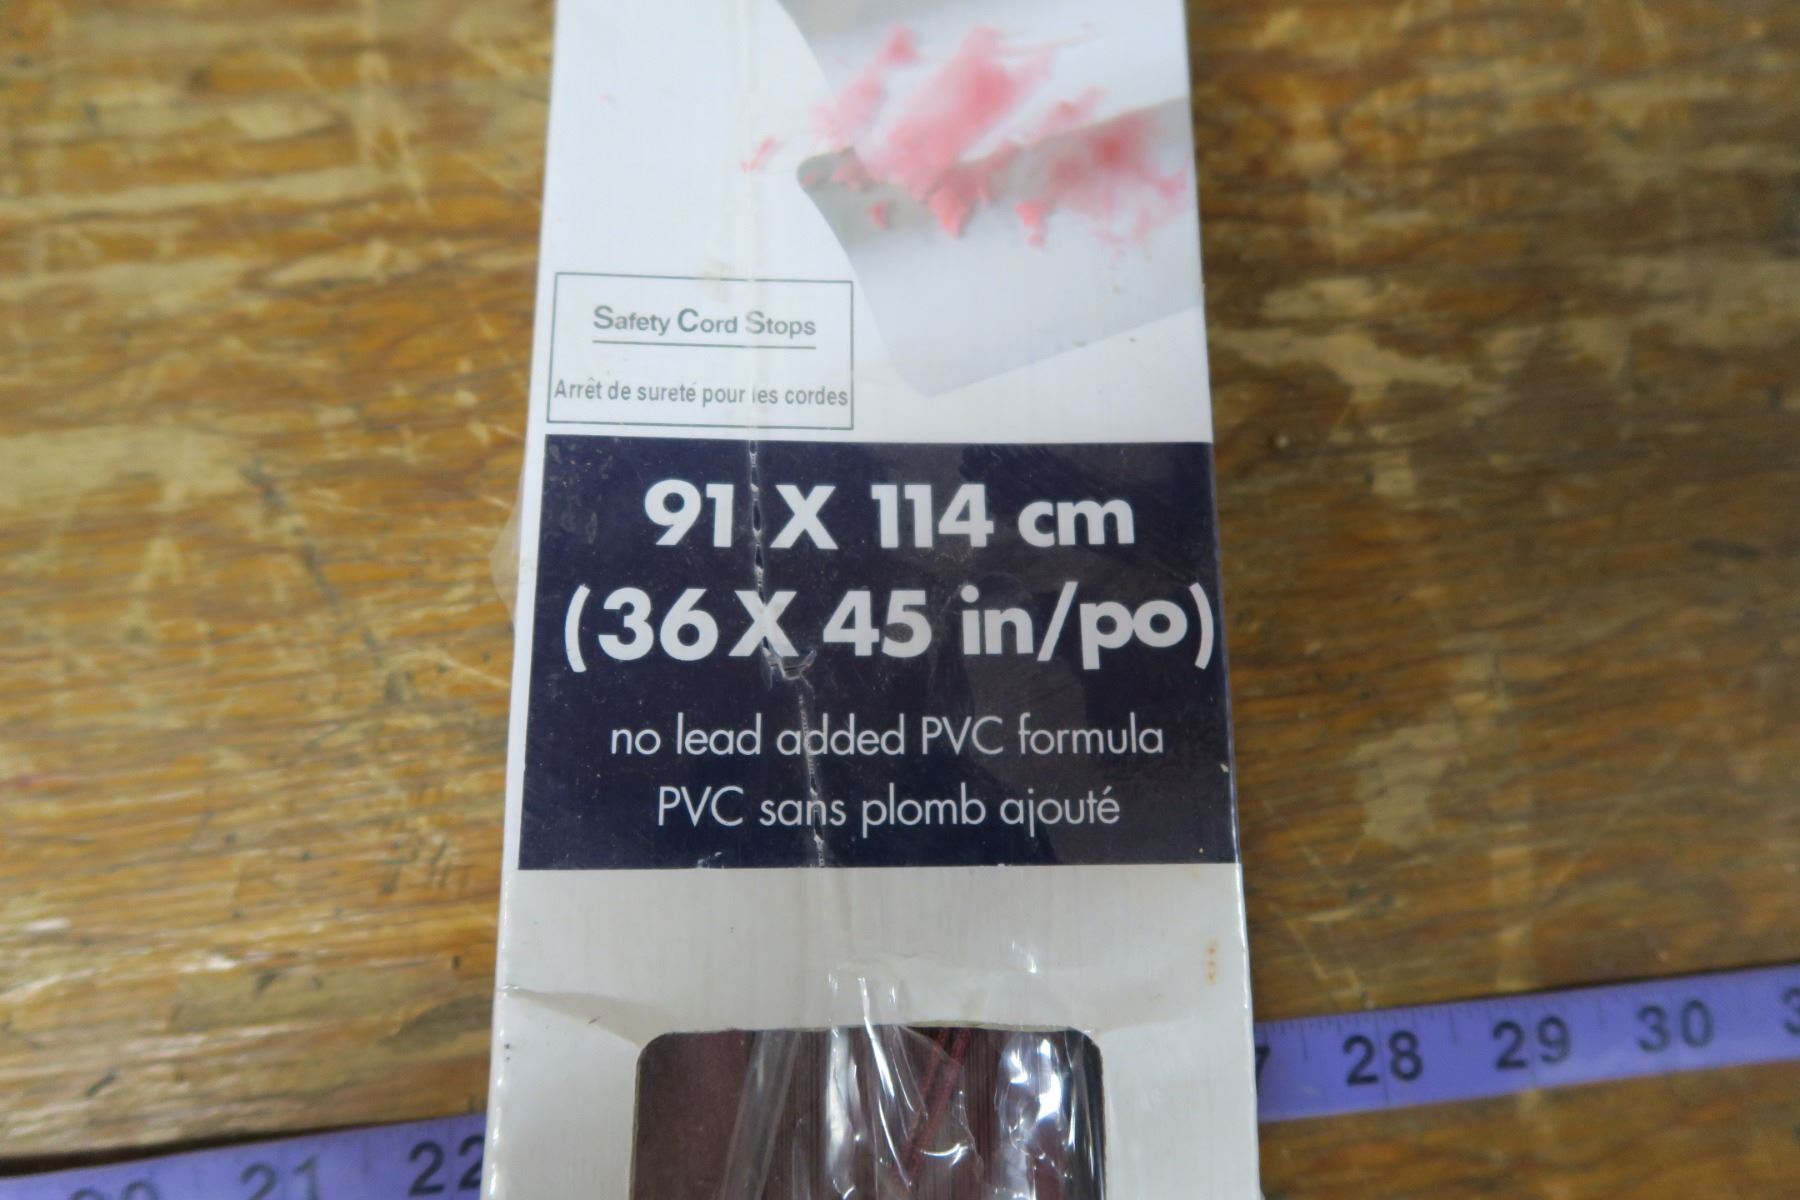 Safety Cord Stops
Arrêt de sureté pour les cordes
91 X 114 cm
(36 X 45 in/po)
no lead added PVC formula
PVC sans plomb ajouté
28 29 30
20 21 22